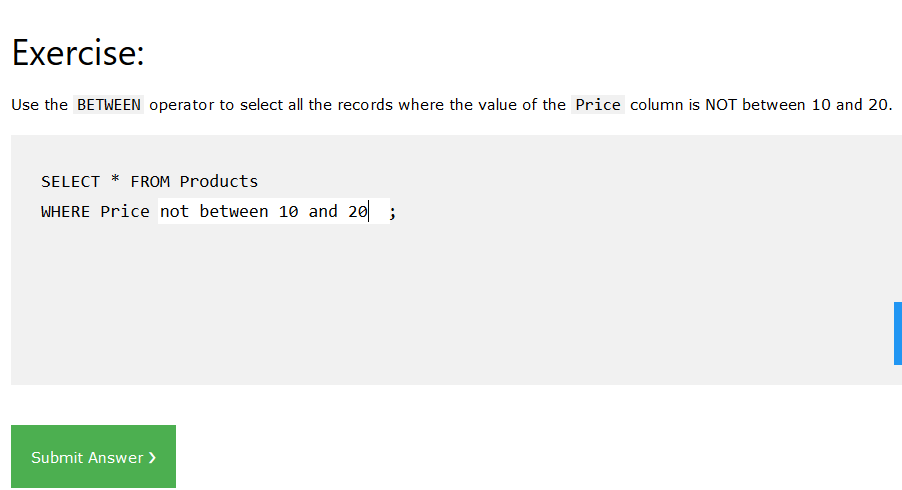 Exercise:
Use the BETWEEN operator to select all the records where the value of the Price column is NOT between 10 and 20.
SELECT * FROM Products
WHERE Price not between 10 and 20 ;
Submit Answer ❯